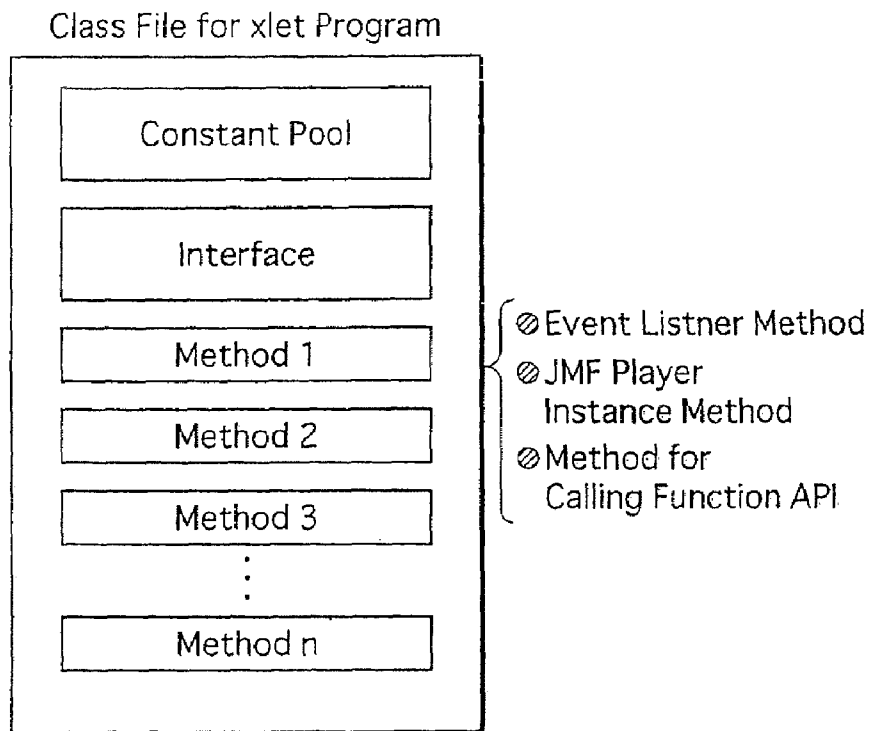 Class File for xlet Program
Constant Pool
Interface
Method 1
Method 2
Method 3
Method n
Event Listner Method
JMF Player
Instance Method
Method for
Calling Function API